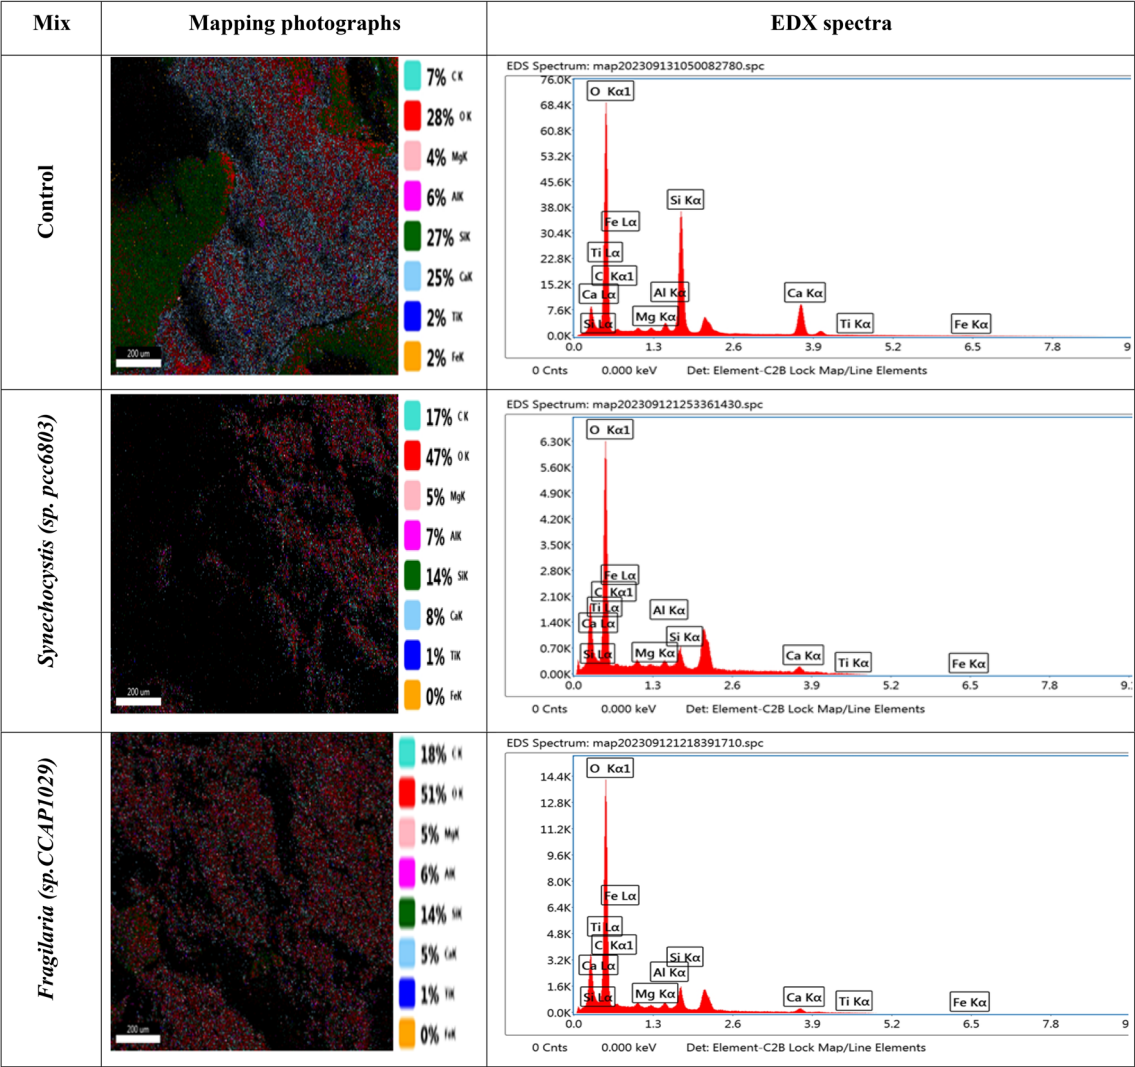 Mix
Mapping photographs
EDX spectra
Control
7% C K
28% O K
4% MgK
6% AlK
27% SiK
25% CaK
2% TiK
2% FeK
200 um
EDS Spectrum: map202309131050082780.spc
76.0K
68.4K
60.8K
53.2K
45.6K
38.0K
30.4K
22.8K
15.2K
7.6K
0.0K
O Kα1
Si Kα
Fe Lα
Ti Lα
C Kα1
Ca Lα
Si Lα
Al Kα
Mg Kα
Ca Kα
Ti Kα
Fe Kα
0.0 1.3 2.6 3.9 5.2 6.5 7.8 9
0 Cnts 0.000 keV Det: Element-C2B Lock Map/Line Elements
Synechocystis (sp. pcc6803)
17% C K
47% O K
5% MgK
7% AlK
14% SiK
8% CaK
1% TiK
0% FeK
200 um
EDS Spectrum: map202309121253361430.spc
6.30K
5.60K
4.90K
4.20K
3.50K
2.80K
2.10K
1.40K
0.70K
0.00K
O Kα1
Fe Lα
C Kα1
Ti Lα
Ca Lα
Si Lα
Al Kα
Si Kα
Mg Kα
Ca Kα
Ti Kα
Fe Kα
0.0 1.3 2.6 3.9 5.2 6.5 7.8 9.
0 Cnts 0.000 keV Det: Element-C2B Lock Map/Line Elements
Fragilaria (sp.CCAP1029)
18% C K
51% O K
5% MgK
6% AlK
14% SiK
5% CaK
1% TiK
0% FeK
200 um
EDS Spectrum: map202309121218391710.spc
14.4K
12.8K
11.2K
9.6K
8.0K
6.4K
4.8K
3.2K
1.6K
0.0K
O Kα1
Fe Lα
Ti Lα
C Kα1
Ca Lα
Si Lα
Si Kα
Al Kα
Mg Kα
Ca Kα
Ti Kα
Fe Kα
0.0 1.3 2.6 3.9 5.2 6.5 7.8 9
0 Cnts 0.000 keV Det: Element-C2B Lock Map/Line Elements